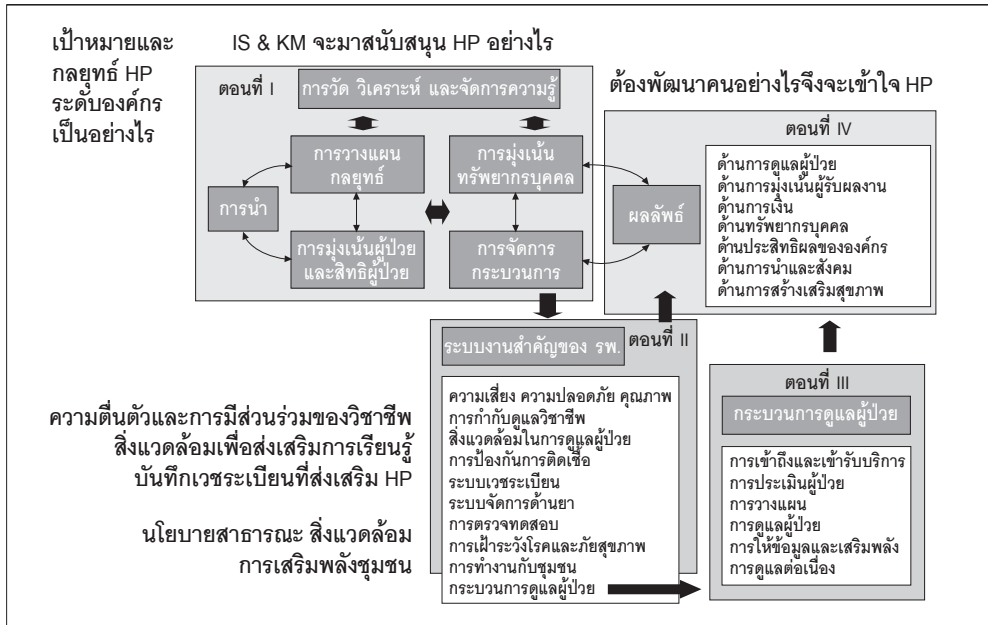 เป้าหมายและ
กลยุทธ์ HP
ระดับองค์กร
เป็นอย่างไร
IS & KM จะมาสนับสนุน HP อย่างไร
ตอนที่ I
การวัด วิเคราะห์ และจัดการความรู้
การวางแผน
กลยุทธ์
การมุ่งเน้น
ทรัพยากรบุคคล
การนำ
การมุ่งเน้นผู้ป่วย
และสิทธิผู้ป่วย
การจัดการ
กระบวนการ
ต้องพัฒนาคนอย่างไรจึงจะเข้าใจ HP
ตอนที่ IV
ผลลัพธ์
ด้านการดูแลผู้ป่วย
ด้านการมุ่งเน้นผู้รับผลงาน
ด้านการเงิน
ด้านทรัพยากรบุคคล
ด้านประสิทธิผลขององค์กร
ด้านการนำและสังคม
ด้านการสร้างเสริมสุขภาพ
ระบบงานสำคัญของ รพ.
ตอนที่ II
ความเสี่ยง ความปลอดภัย คุณภาพ
การกำกับดูแลวิชาชีพ
สิ่งแวดล้อมในการดูแลผู้ป่วย
การป้องกันการติดเชื้อ
ระบบเวชระเบียน
ระบบจัดการด้านยา
การตรวจทดสอบ
การเฝ้าระวังโรคและภัยสุขภาพ
การทำงานกับชุมชน
กระบวนการดูแลผู้ป่วย
ความตื่นตัวและการมีส่วนร่วมของวิชาชีพ
สิ่งแวดล้อมเพื่อส่งเสริมการเรียนรู้
บันทึกเวชระเบียนที่ส่งเสริม HP
นโยบายสาธารณะ สิ่งแวดล้อม
การเสริมพลังชุมชน
ตอนที่ III
กระบวนการดูแลผู้ป่วย
การเข้าถึงและเข้ารับบริการ
การประเมินผู้ป่วย
การวางแผน
การดูแลผู้ป่วย
การให้ข้อมูลและเสริมพลัง
การดูแลต่อเนื่อง